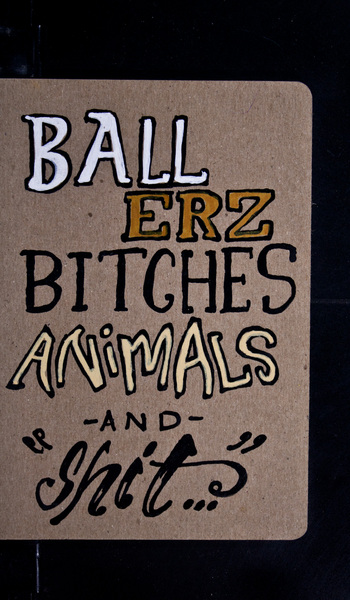 BALL
ERZ
BITCHES
ANiMALS
-AND-
"shit..."